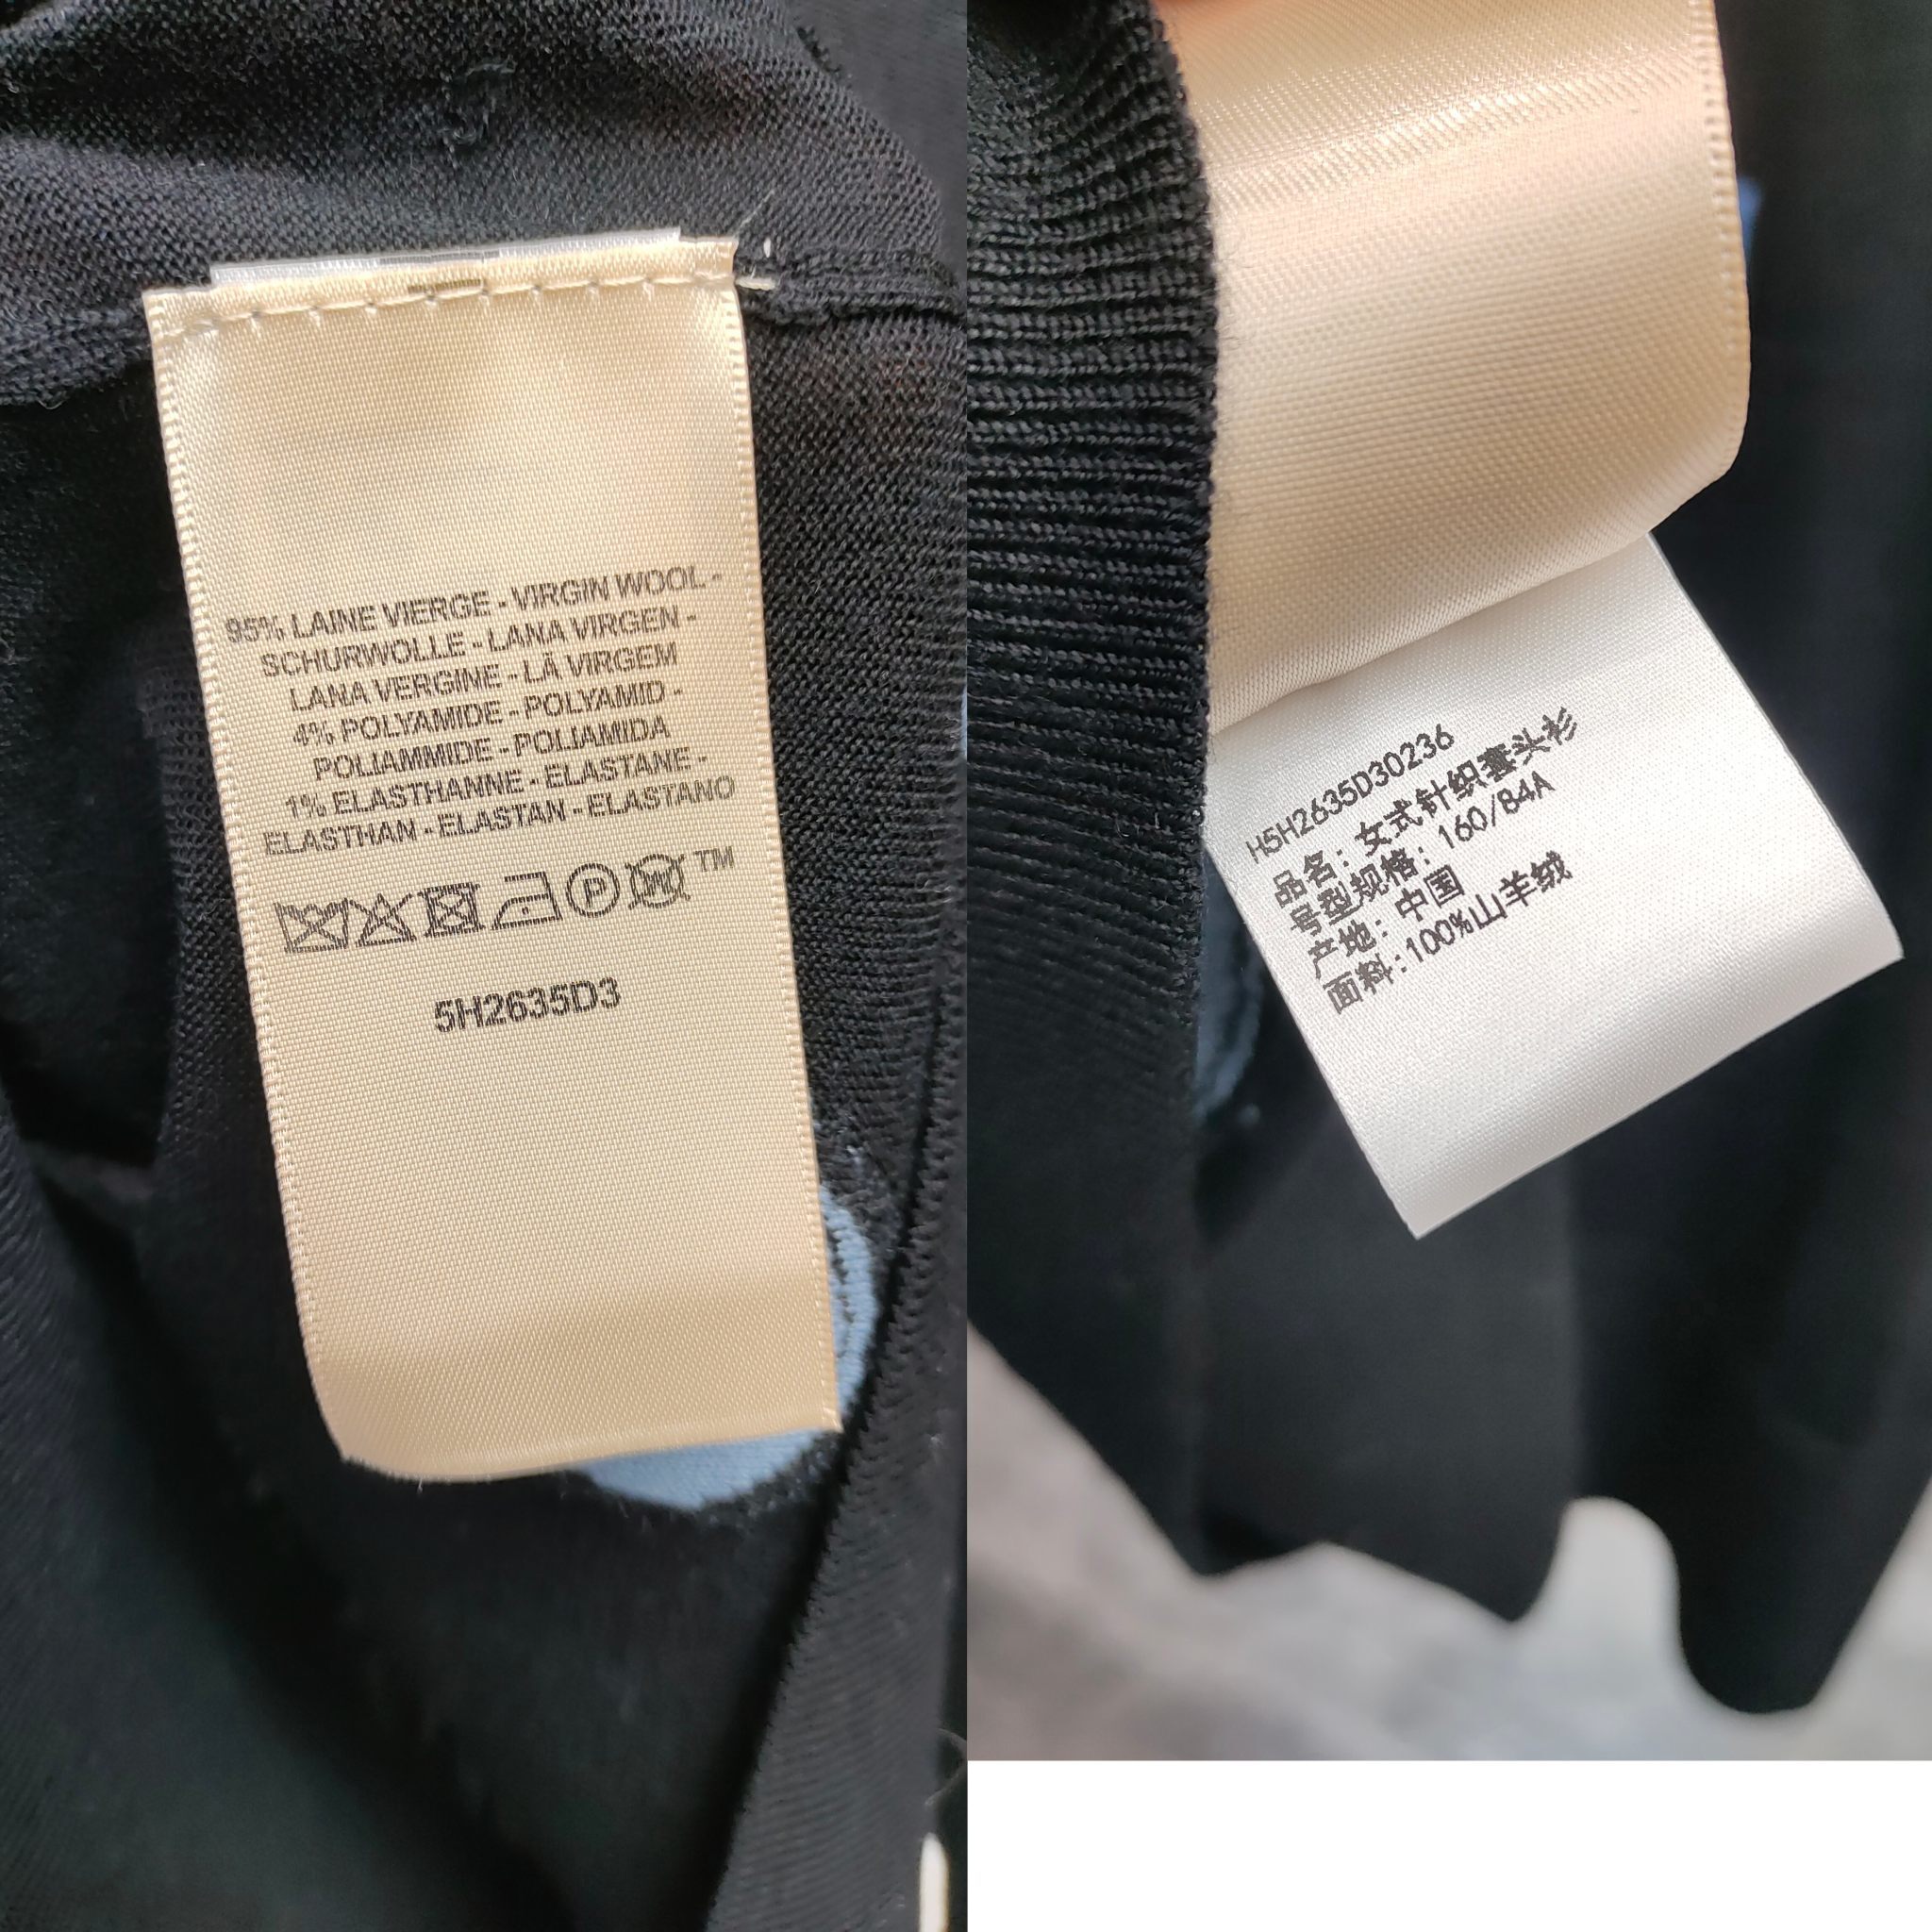 95% LAINE VIERGE - VIRGIN WOOL -
SCHURWOLLE - LANA VIRGEN -
LANA VERGINE - LÃ VIRGEM
4% POLYAMIDE - POLYAMID -
POLIAMMIDE - POLIAMIDA
1% ELASTHANNE - ELASTANE -
ELASTHAN - ELASTAN - ELASTANO
P W TM
5H2635D3
H5H2635D30236
品名: 女式针织套头衫
号型规格: 160/84A
产地: 中国
面料:100%山羊绒